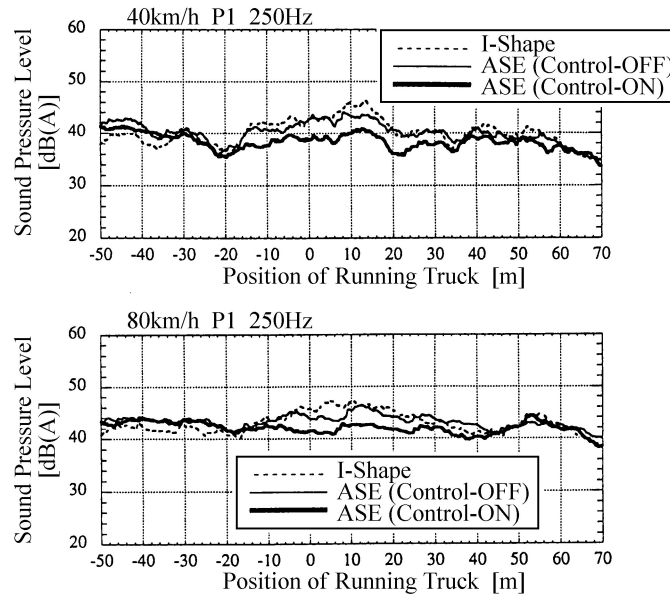 40km/h P1 250Hz
60
50
40
30
20
Sound Pressure Level
[dB(A)]
I-Shape
ASE (Control-OFF)
ASE (Control-ON)
-50 -40 -30 -20 -10 0 10 20 30 40 50 60 70
Position of Running Truck [m]
80km/h P1 250Hz
60
50
40
30
20
Sound Pressure Level
[dB(A)]
I-Shape
ASE (Control-OFF)
ASE (Control-ON)
-50 -40 -30 -20 -10 0 10 20 30 40 50 60 70
Position of Running Truck [m]